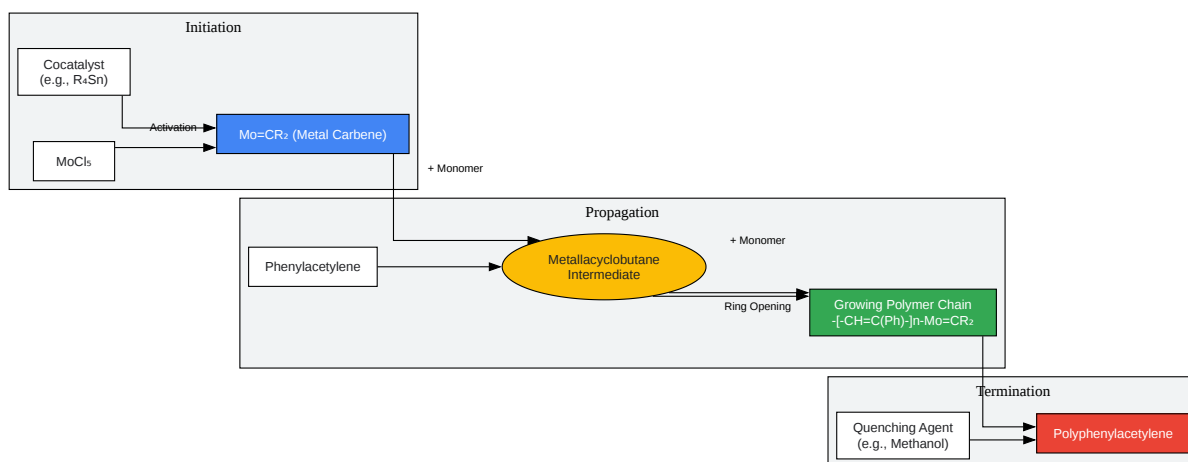 Initiation
Cocatalyst
(e.g., R₄Sn)
Activation
Mo=CR₂ (Metal Carbene)
MoCl₅
+ Monomer
Propagation
Phenylacetylene
Metallacyclobutane
Intermediate
+ Monomer
Ring Opening
Growing Polymer Chain
-[-CH=C(Ph)-]n-Mo=CR₂
Termination
Quenching Agent
(e.g., Methanol)
Polyphenylacetylene